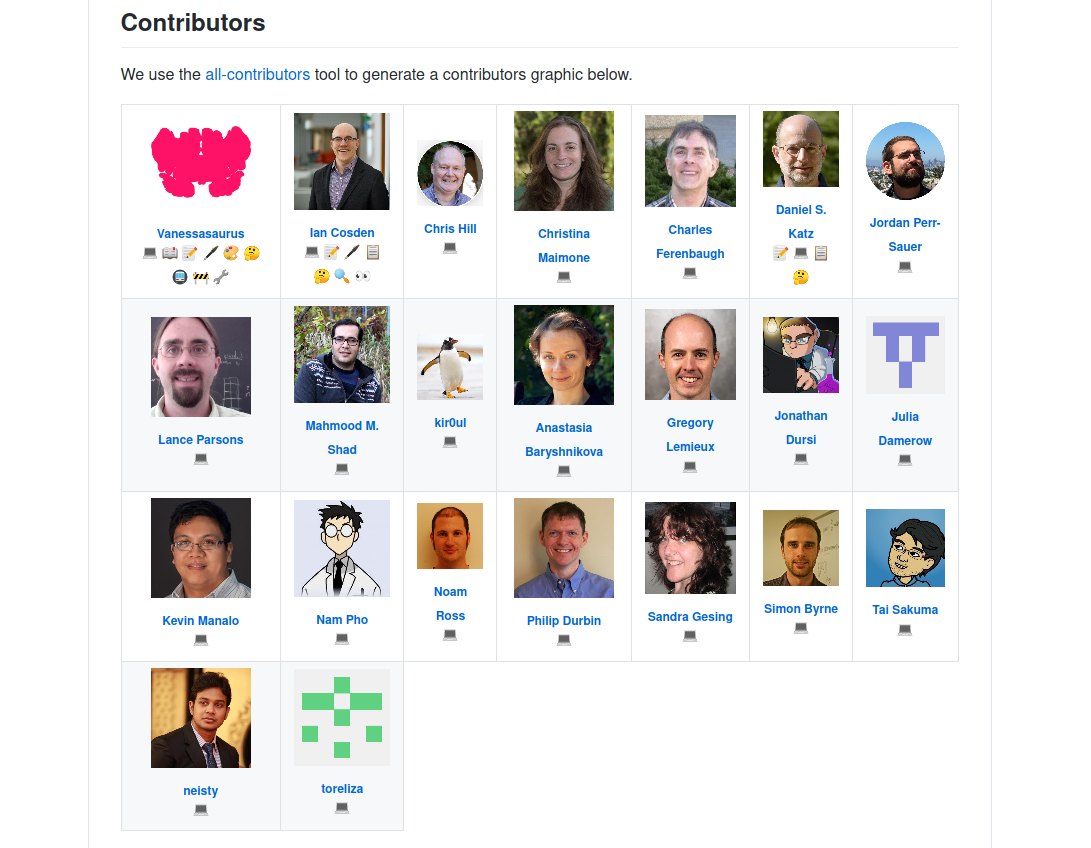 Contributors
We use the all-contributors tool to generate a contributors graphic below.
Vanessasaurus
💻 📖 📝 🖋 🎨 🤔
🚇 🚧 🔧
Ian Cosden
💻 📝 🖋 📋
🤔 🔍 👀
Chris Hill
💻
Christina
Maimone
💻
Charles
Ferenbaugh
💻
Daniel S.
Katz
📝 💻 📋
🤔
Jordan Perr-
Sauer
💻
Lance Parsons
💻
Mahmood M.
Shad
💻
kir0ul
💻
Anastasia
Baryshnikova
💻
Gregory
Lemieux
💻
Jonathan
Dursi
💻
Julia
Damerow
💻
Kevin Manalo
💻
Nam Pho
💻
Noam
Ross
💻
Philip Durbin
💻
Sandra Gesing
💻
Simon Byrne
💻
Tai Sakuma
💻
neisty
💻
toreliza
💻